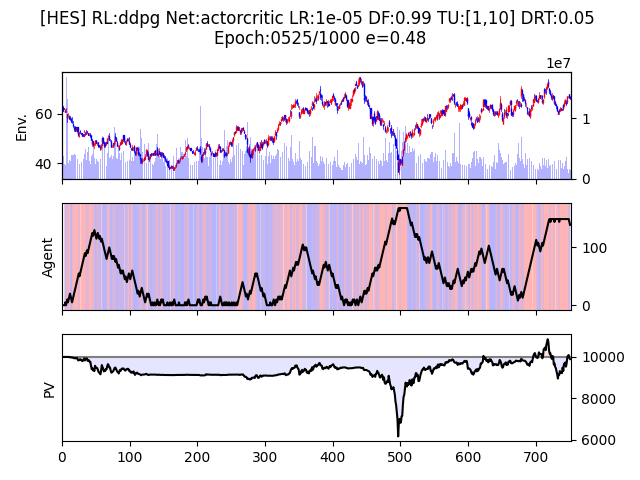 [HES] RL:ddpg Net:actorcritic LR:1e-05 DF:0.99 TU:[1,10] DRT:0.05
Epoch:0525/1000 e=0.48
1e7
Env.
60
40
1
0
Agent
100
0
PV
10000
8000
6000
0 100 200 300 400 500 600 700